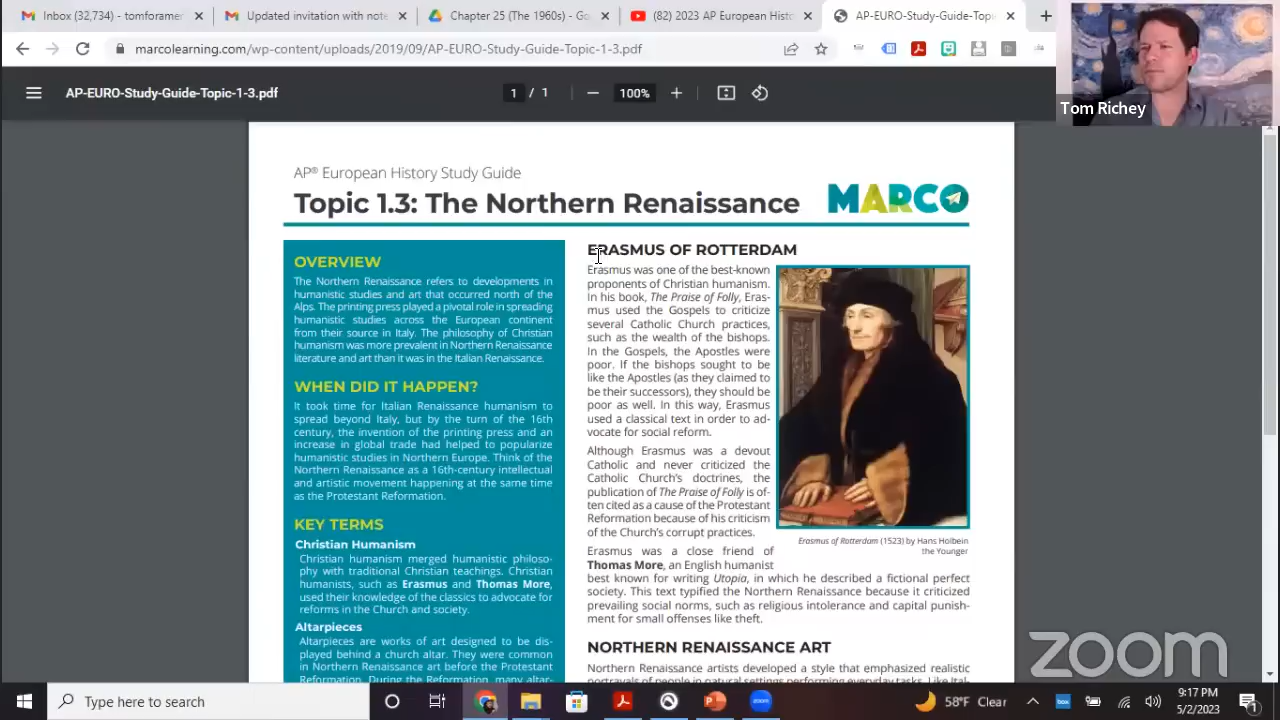 Inbox (32,734) - tomforamer
Updated invitation with note
Chapter 25 (The 1960s) - Go
(82) 2023 AP European Histor
AP-EURO-Study-Guide-Topi
marcolearning.com/wp-content/uploads/2019/09/AP-EURO-Study-Guide-Topic-1-3.pdf
Tom Richey
AP-EURO-Study-Guide-Topic-1-3.pdf
1 / 1
100%
AP® European History Study Guide
Topic 1.3: The Northern Renaissance
MARCO
OVERVIEW
The Northern Renaissance refers to developments in
humanistic studies and art that occurred north of the
Alps. The printing press played a pivotal role in spreading
humanistic studies across the European continent
from their source in Italy. The philosophy of Christian
humanism was more prevalent in Northern Renaissance
literature and art than it was in the Italian Renaissance.
WHEN DID IT HAPPEN?
It took time for Italian Renaissance humanism to
spread beyond Italy, but by the turn of the 16th
century, the invention of the printing press and an
increase in global trade had helped to popularize
humanistic studies in Northern Europe. Think of the
Northern Renaissance as a 16th-century intellectual
and artistic movement happening at the same time
as the Protestant Reformation.
KEY TERMS
Christian Humanism
Christian humanism merged humanistic philoso-
phy with traditional Christian teachings. Christian
humanists, such as Erasmus and Thomas More,
used their knowledge of the classics to advocate for
reforms in the Church and society.
Altarpieces
Altarpieces are works of art designed to be dis-
played behind a church altar. They were common
in Northern Renaissance art before the Protestant
Reformation. During the Reformation, many altar-
ERASMUS OF ROTTERDAM
Erasmus was one of the best-known
proponents of Christian humanism.
In his book, The Praise of Folly, Eras-
mus used the Gospels to criticize
several Catholic Church practices,
such as the wealth of the bishops.
In the Gospels, the Apostles were
poor. If the bishops sought to be
like the Apostles (as they claimed to
be their successors), they should be
poor as well. In this way, Erasmus
used a classical text in order to ad-
vocate for social reform.
Although Erasmus was a devout
Catholic and never criticized the
Catholic Church's doctrines, the
publication of The Praise of Folly is of-
ten cited as a cause of the Protestant
Reformation because of his criticism
of the Church's corrupt practices.
Erasmus of Rotterdam (1523) by Hans Holbein
the Younger
Erasmus was a close friend of
Thomas More, an English humanist
best known for writing Utopia, in which he described a fictional perfect
society. This text typified the Northern Renaissance because it criticized
prevailing social norms, such as religious intolerance and capital punish-
ment for small offenses like theft.
NORTHERN RENAISSANCE ART
Northern Renaissance artists developed a style that emphasized realistic
portrayals of people in natural settings performing everyday tasks. Like Ital-
zoom
Type here to search
zoom
58°F Clear
box
9:17 PM
5/2/2023
1